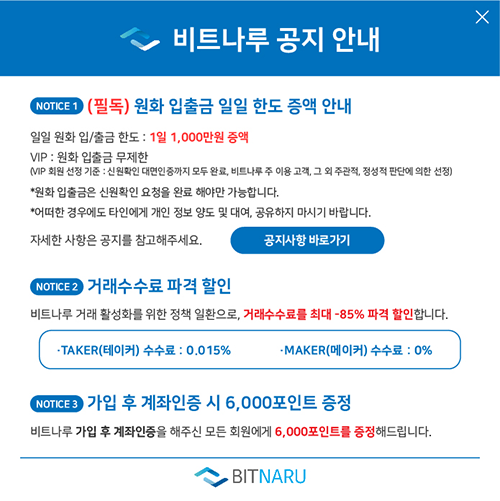 비트나루 공지 안내
NOTICE 1 (필독) 원화 입출금 일일 한도 증액 안내
일일 원화 입/출금 한도 : 1일 1,000만원 증액
VIP : 원화 입출금 무제한
(VIP 회원 선정 기준 : 신원확인 대면인증까지 모두 완료, 비트나루 주 이용 고객, 그 외 주관적, 정성적 판단에 의한 선정)
*원화 입출금은 신원확인 요청을 완료 해야만 가능합니다.
*어떠한 경우에도 타인에게 개인 정보 양도 및 대여, 공유하지 마시기 바랍니다.
자세한 사항은 공지를 참고해주세요. 공지사항 바로가기
NOTICE 2 거래수수료 파격 할인
비트나루 거래 활성화를 위한 정책 일환으로, 거래수수료를 최대 -85% 파격 할인합니다.
·TAKER(테이커) 수수료 : 0.015% ·MAKER(메이커) 수수료 : 0%
NOTICE 3 가입 후 계좌인증 시 6,000포인트 증정
비트나루 가입 후 계좌인증을 해주신 모든 회원에게 6,000포인트를 증정해드립니다.
BITNARU